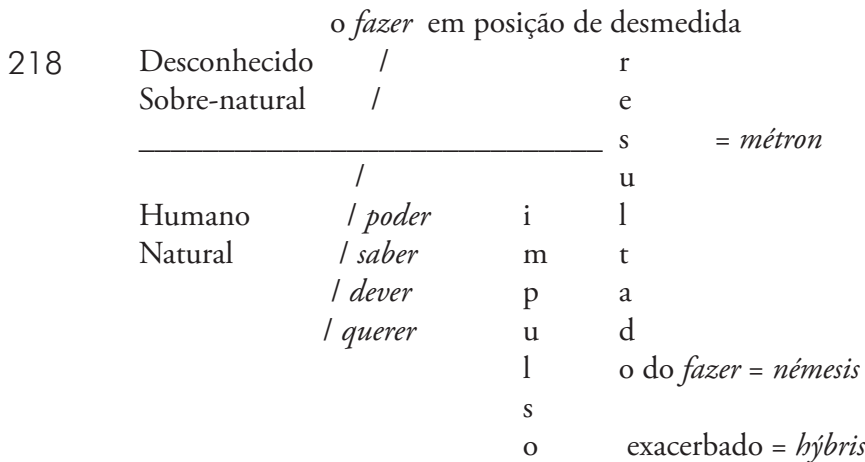 o fazer em posição de desmedida
218 Desconhecido / r
Sobre-natural / e
______________________________ s = métron
/ u
Humano / poder i l
Natural / saber m t
/ dever p a
/ querer u d
l o do fazer = némesis
s
o exacerbado = hýbris